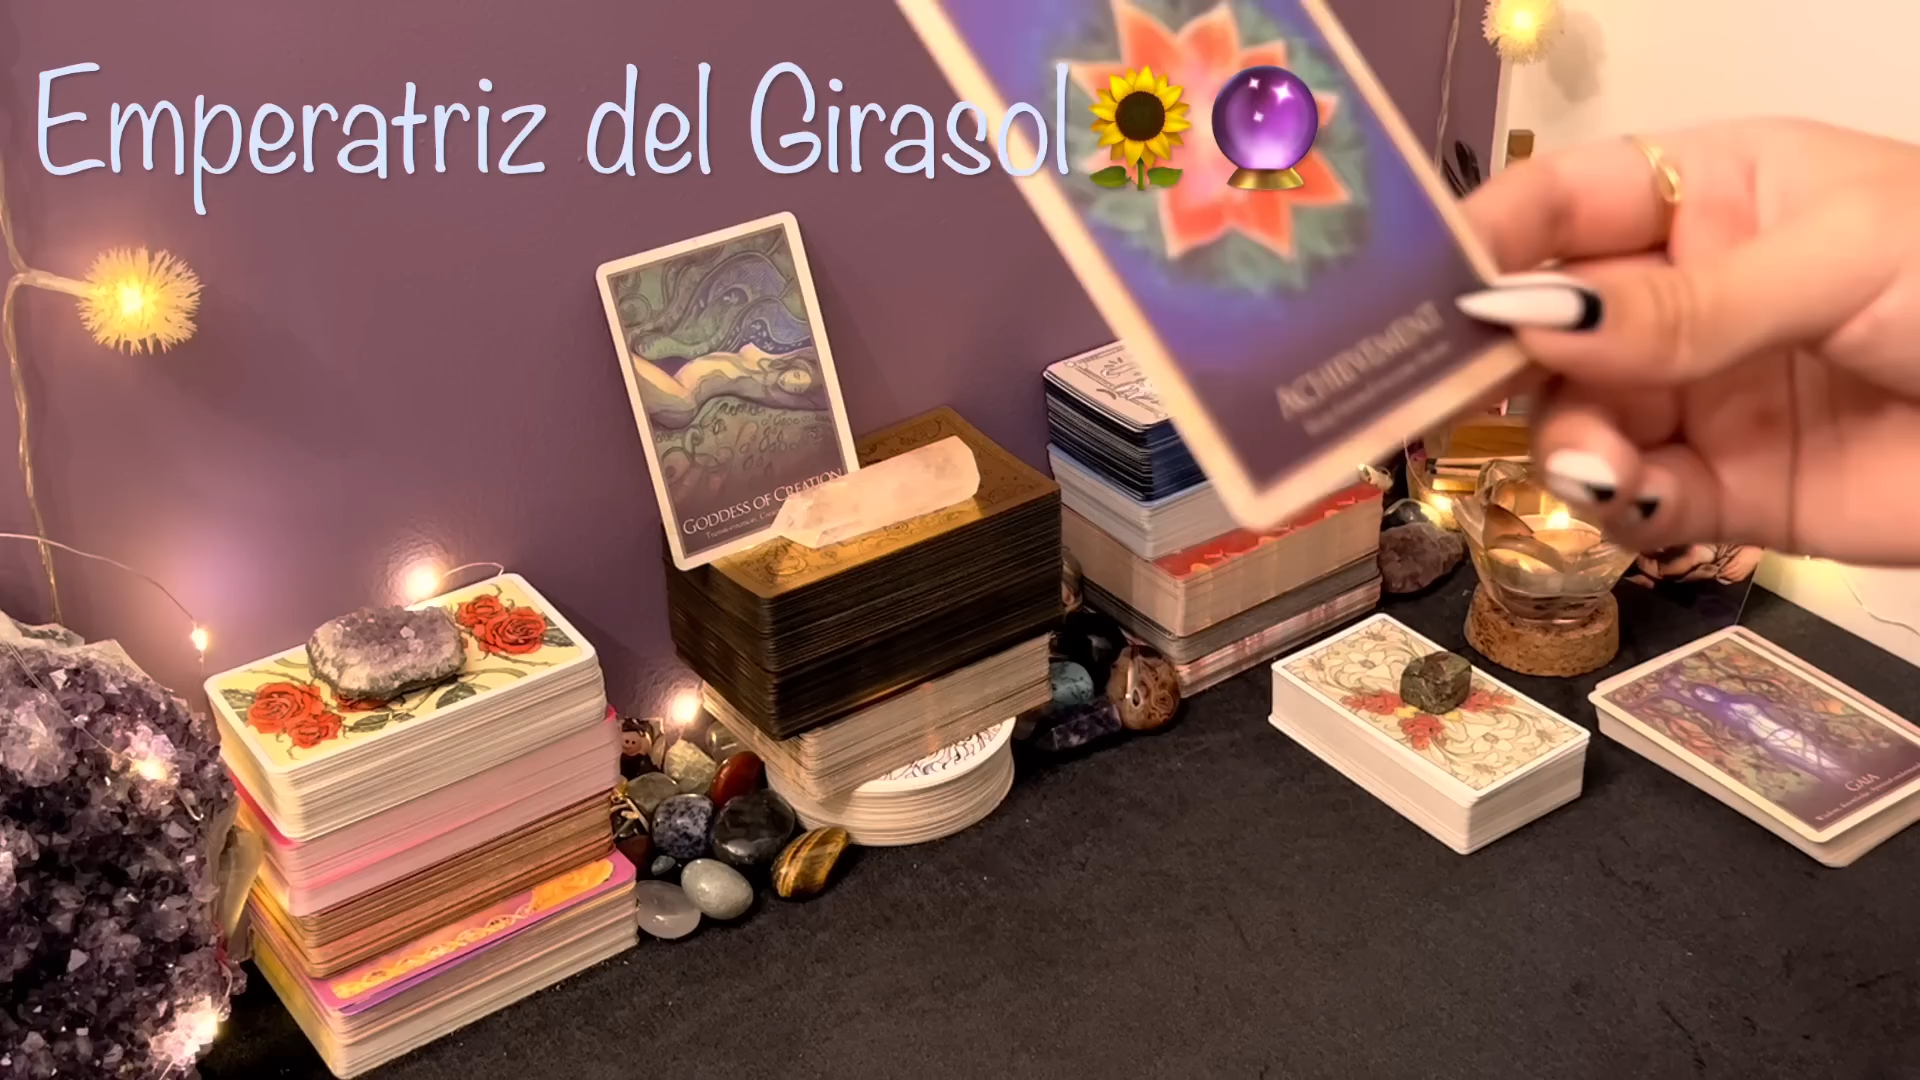 Emperatriz del Girasol🌻🔮
ACHIEVEMENT
GODDESS OF CREATION
GAIA